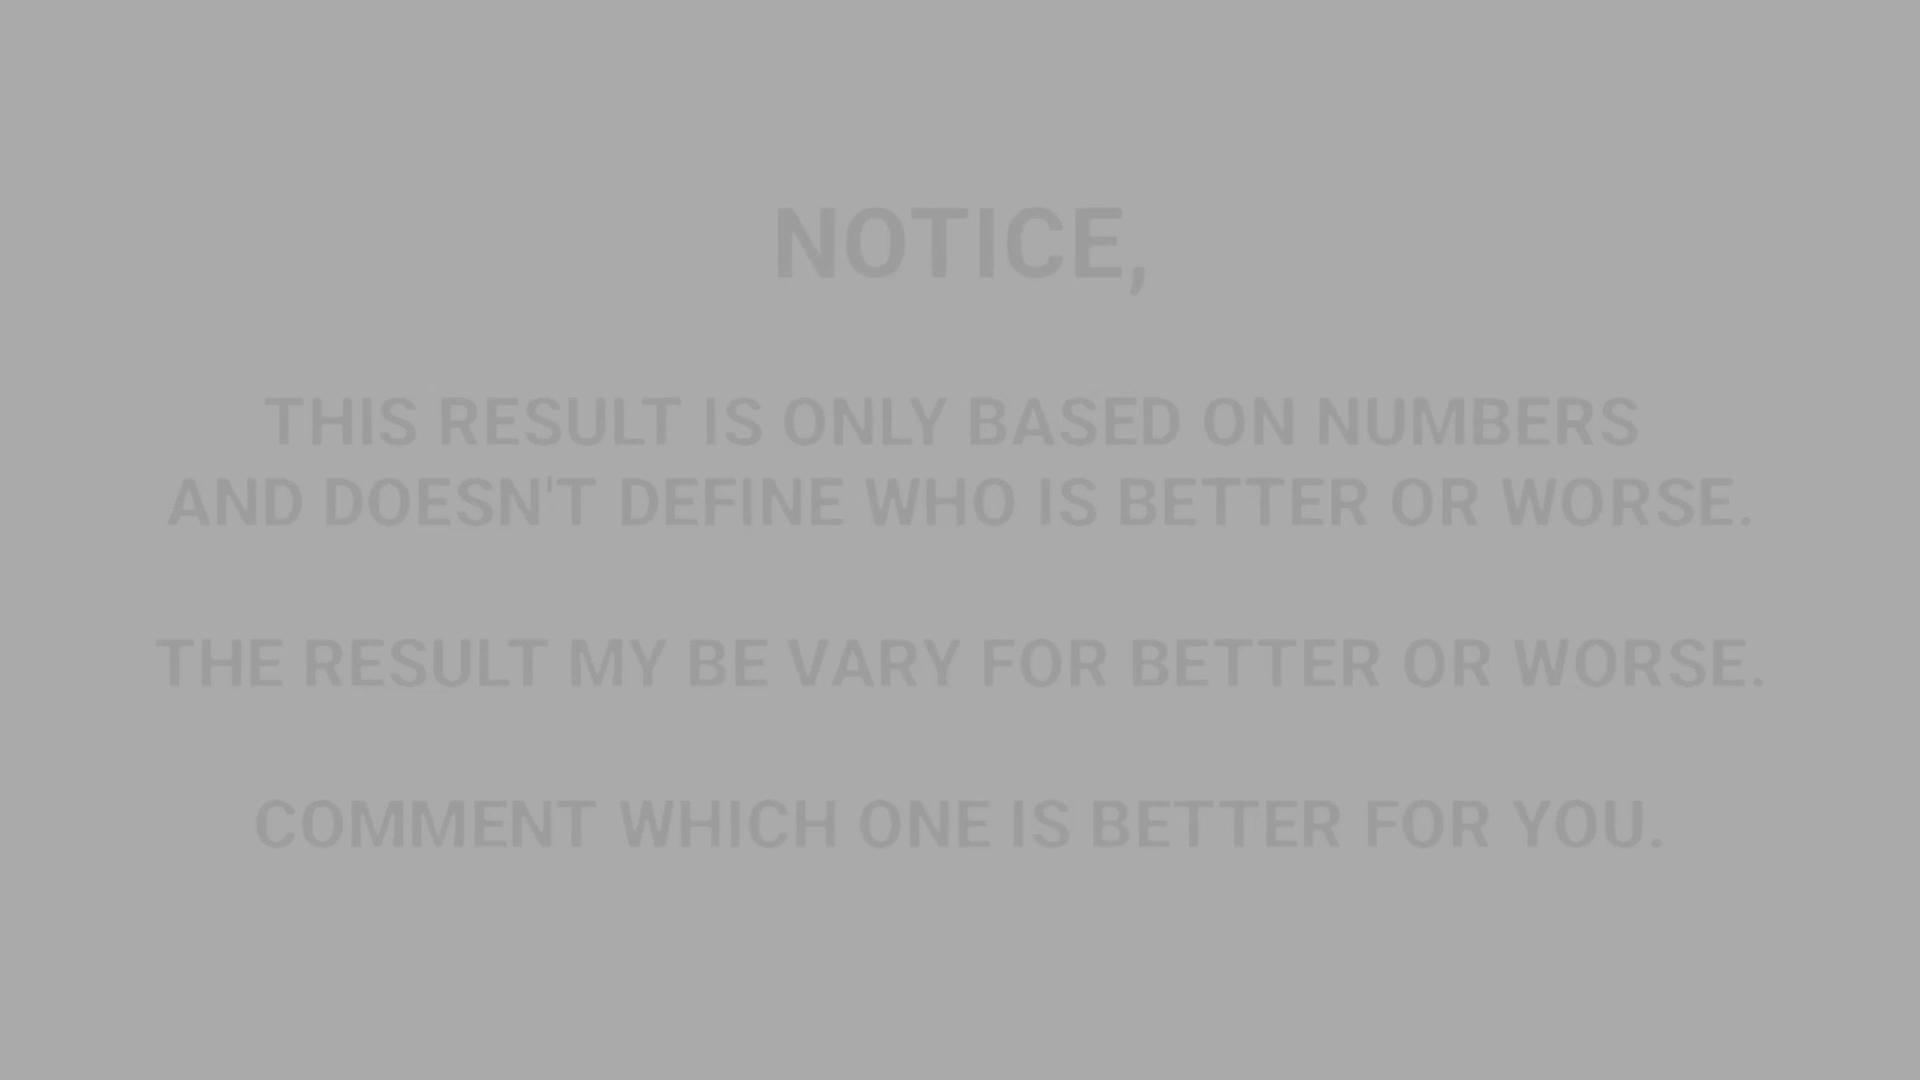 NOTICE,
THIS RESULT IS ONLY BASED ON NUMBERS
AND DOESN'T DEFINE WHO IS BETTER OR WORSE.
THE RESULT MY BE VARY FOR BETTER OR WORSE.
COMMENT WHICH ONE IS BETTER FOR YOU.